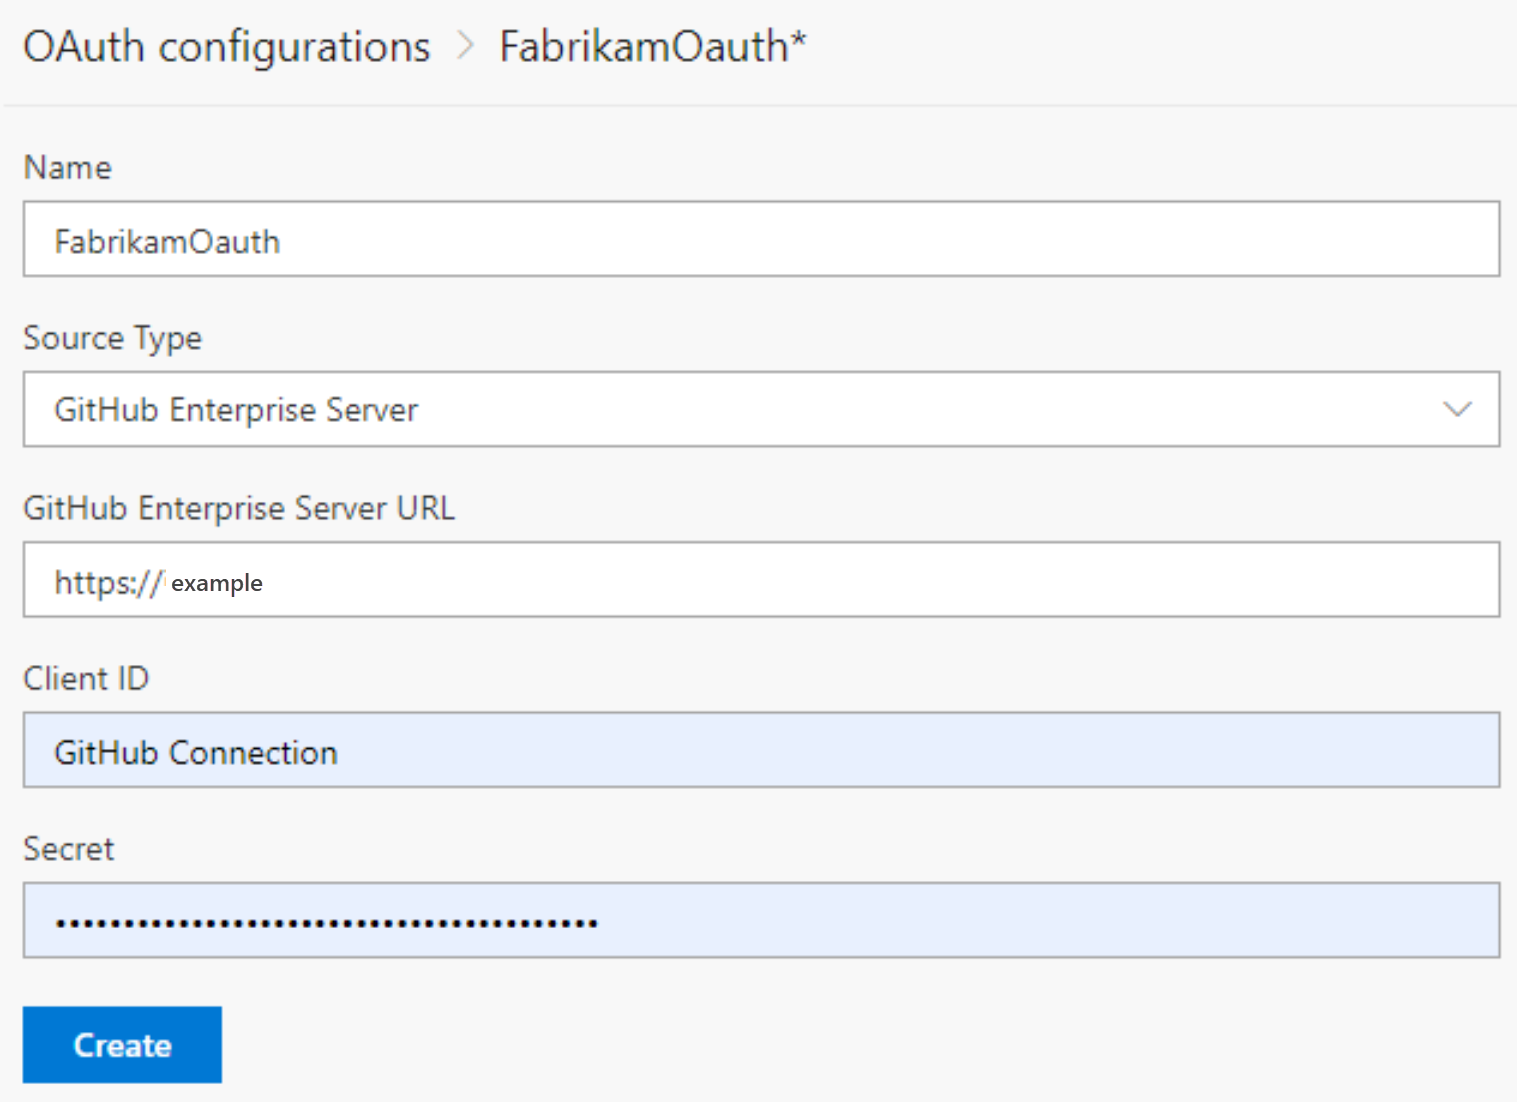 OAuth configurations > FabrikamOauth*
Name
FabrikamOauth
Source Type
GitHub Enterprise Server
GitHub Enterprise Server URL
https:// example
Client ID
GitHub Connection
Secret
••••••••••••••••••••••••••••••••••••••••
Create